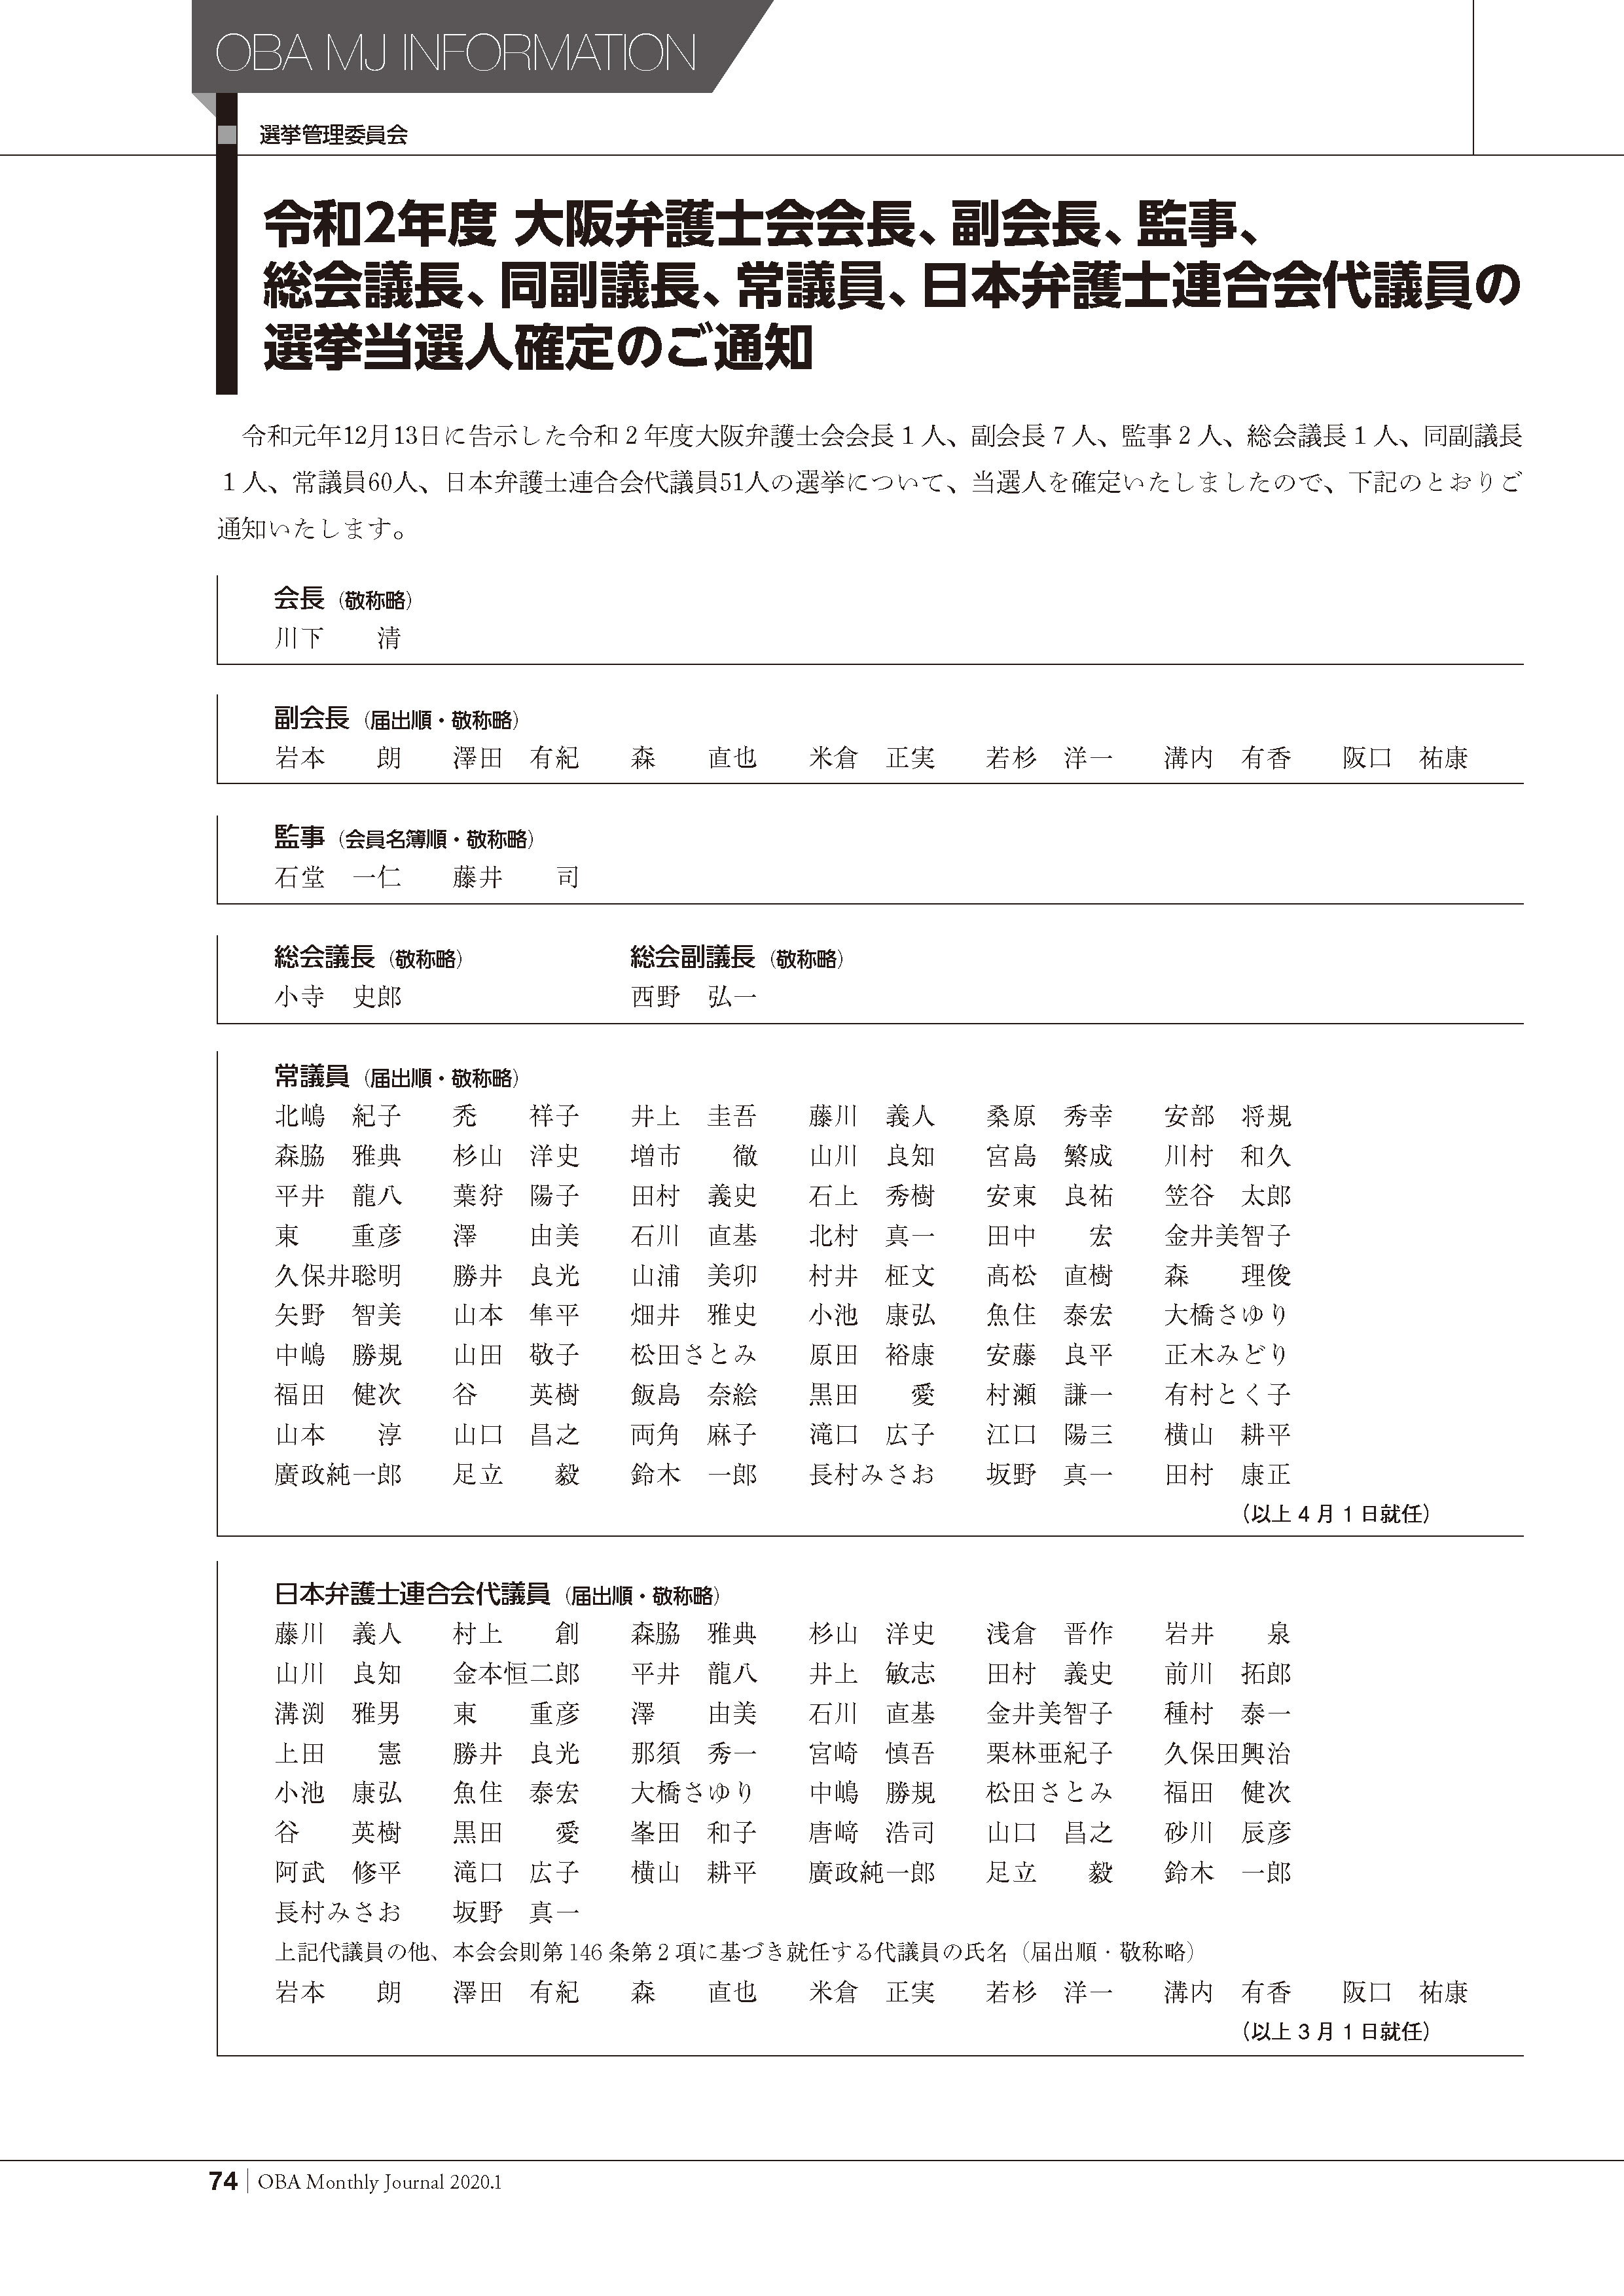 OBA MJ INFORMATION
選挙管理委員会
令和2年度 大阪弁護士会会長、副会長、監事、
総会議長、同副議長、常議員、日本弁護士連合会代議員の
選挙当選人確定のご通知
　令和元年12月13日に告示した令和２年度大阪弁護士会会長１人、副会長７人、監事２人、総会議長１人、同副議長
１人、常議員60人、日本弁護士連合会代議員51人の選挙について、当選人を確定いたしましたので、下記のとおりご
通知いたします。
会長（敬称略）
川下　　清
副会長（届出順・敬称略）
岩本　　朗　　澤田　有紀　　森　　直也　　米倉　正実　　若杉　洋一　　溝内　有香　　阪口　祐康
監事（会員名簿順・敬称略）
石堂　一仁　　藤井　　司
総会議長（敬称略）　　総会副議長（敬称略）
小寺　史郎　　西野　弘一
常議員（届出順・敬称略）
北嶋　紀子　　禿　　祥子　　井上　圭吾　　藤川　義人　　桑原　秀幸　　安部　将規
森脇　雅典　　杉山　洋史　　増市　　徹　　山川　良知　　宮島　繁成　　川村　和久
平井　龍八　　葉狩　陽子　　田村　義史　　石上　秀樹　　安東　良祐　　笠谷　太郎
東　　重彦　　澤　　由美　　石川　直基　　北村　真一　　田中　　宏　　金井美智子
久保井聡明　　勝井　良光　　山浦　美卯　　村井　柾文　　髙松　直樹　　森　　理俊
矢野　智美　　山本　隼平　　畑井　雅史　　小池　康弘　　魚住　泰宏　　大橋さゆり
中嶋　勝規　　山田　敬子　　松田さとみ　　原田　裕康　　安藤　良平　　正木みどり
福田　健次　　谷　　英樹　　飯島　奈絵　　黒田　　愛　　村瀬　謙一　　有村とく子
山本　　淳　　山口　昌之　　両角　麻子　　滝口　広子　　江口　陽三　　横山　耕平
廣政純一郎　　足立　　毅　　鈴木　一郎　　長村みさお　　坂野　真一　　田村　康正
（以上 4 月 1 日就任）
日本弁護士連合会代議員（届出順・敬称略）
藤川　義人　　村上　　創　　森脇　雅典　　杉山　洋史　　浅倉　晋作　　岩井　　泉
山川　良知　　金本恒二郎　　平井　龍八　　井上　敏志　　田村　義史　　前川　拓郎
溝渕　雅男　　東　　重彦　　澤　　由美　　石川　直基　　金井美智子　　種村　泰一
上田　　憲　　勝井　良光　　那須　秀一　　宮崎　慎吾　　栗林亜紀子　　久保田興治
小池　康弘　　魚住　泰宏　　大橋さゆり　　中嶋　勝規　　松田さとみ　　福田　健次
谷　　英樹　　黒田　　愛　　峯田　和子　　唐﨑　浩司　　山口　昌之　　砂川　辰彦
阿武　修平　　滝口　広子　　横山　耕平　　廣政純一郎　　足立　　毅　　鈴木　一郎
長村みさお　　坂野　真一
上記代議員の他、本会会則第 146 条第 2 項に基づき就任する代議員の氏名（届出順・敬称略）
岩本　　朗　　澤田　有紀　　森　　直也　　米倉　正実　　若杉　洋一　　溝内　有香　　阪口　祐康
（以上 3 月 1 日就任）
74 OBA Monthly Journal 2020.1